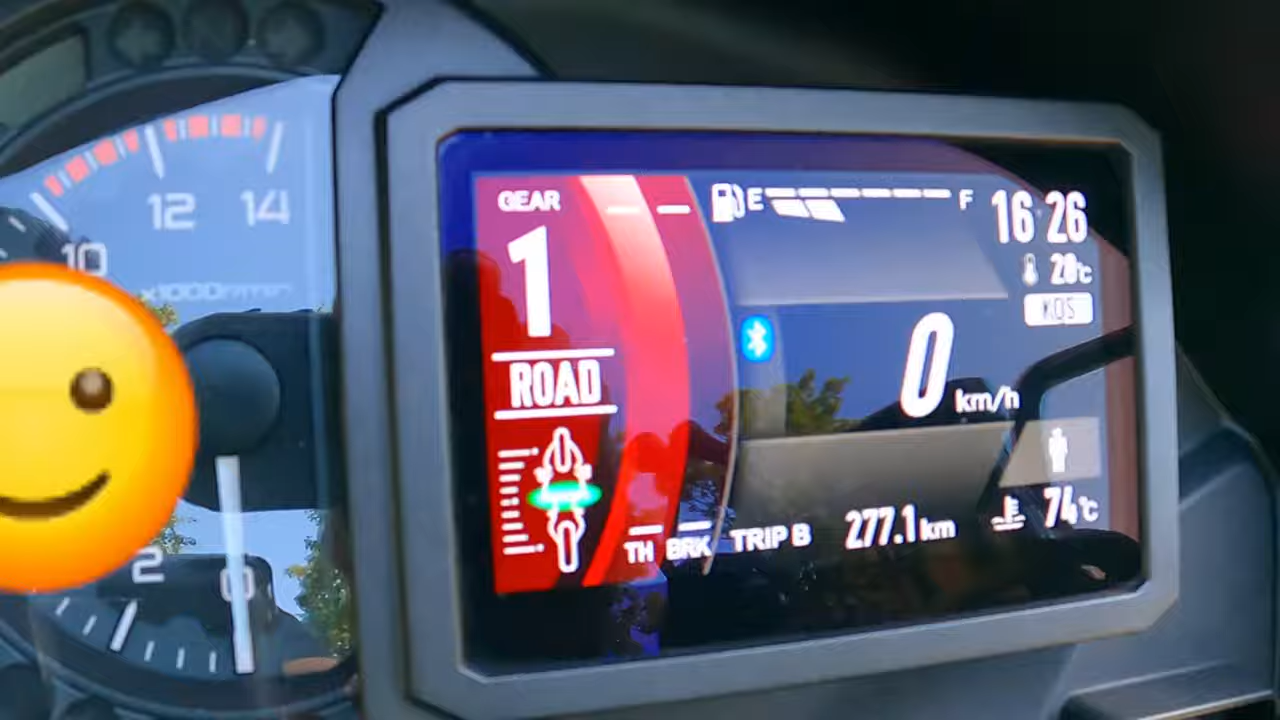 12
14
10
x1000r/min
2
0
GEAR
1
ROAD
TH BRK
E
F
16 26
28℃
KQS
0 km/h
TRIP B 277.1 km
74℃